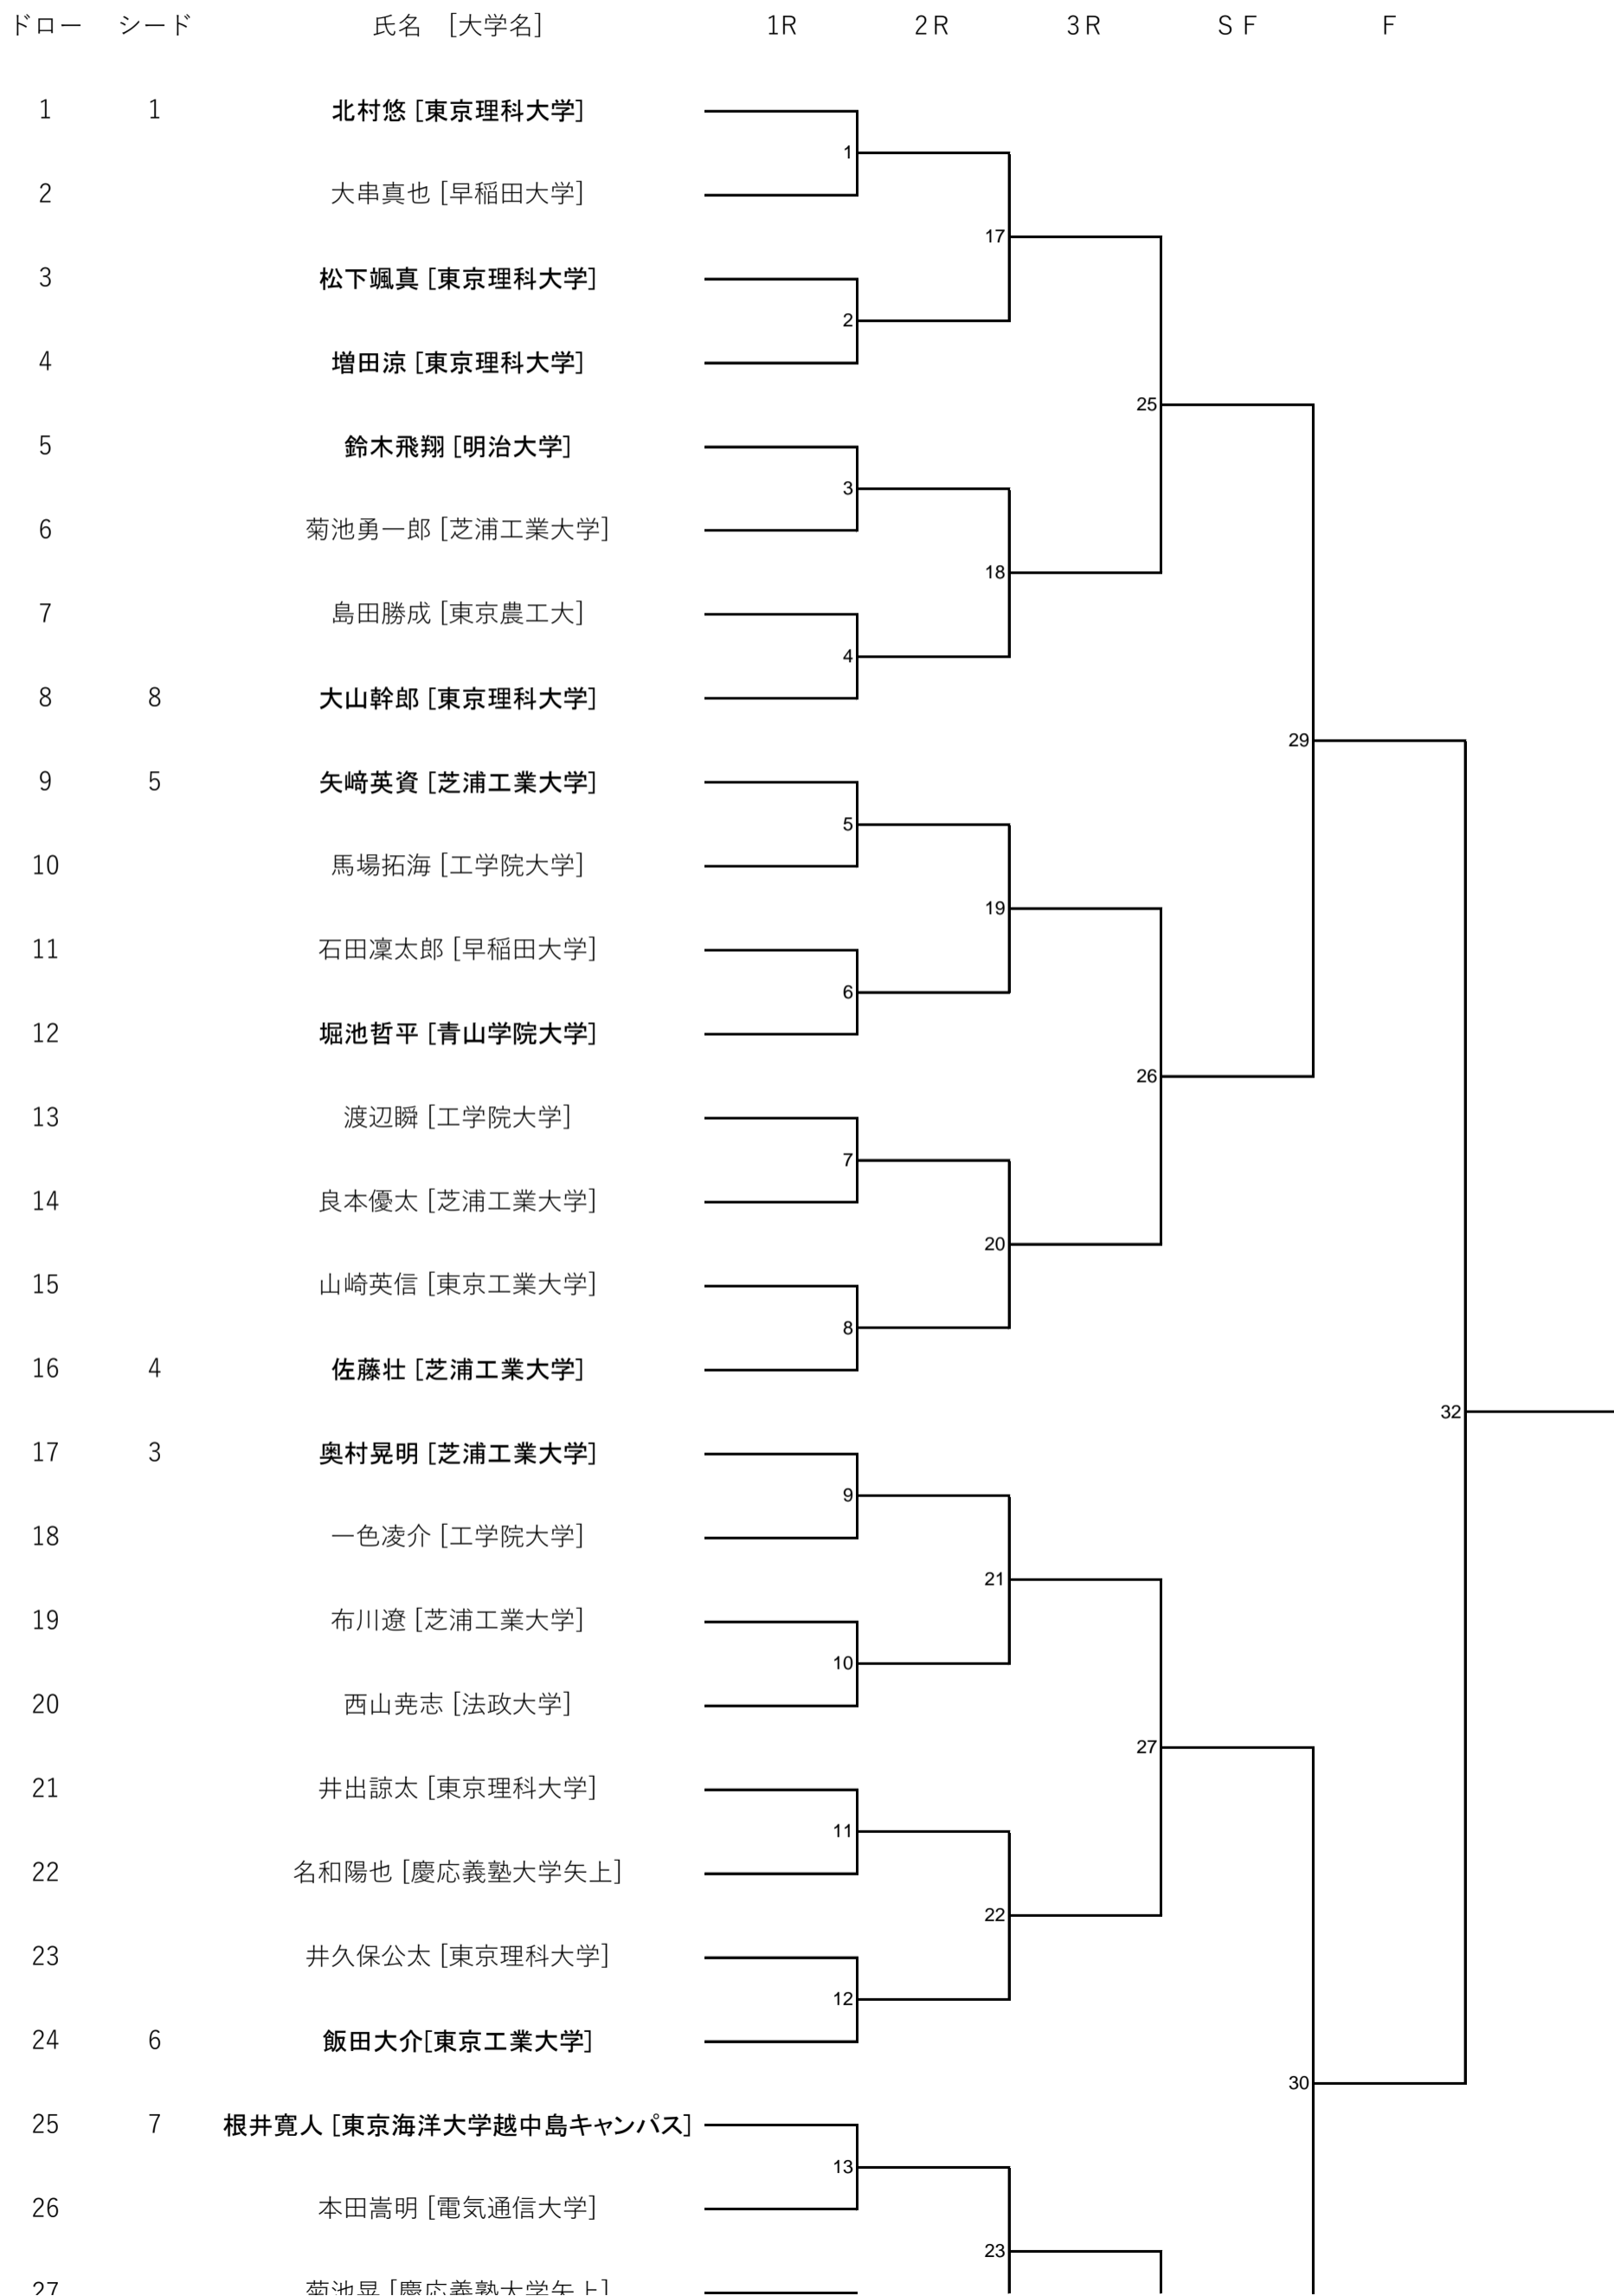 ドロー シード 氏名 [大学名] 1R 2R 3R SF F
1 1 北村悠 [東京理科大学]
1
2 大串真也 [早稲田大学]
17
3 松下颯真 [東京理科大学]
2
4 増田涼 [東京理科大学]
25
5 鈴木飛翔 [明治大学]
3
6 菊池勇一郎 [芝浦工業大学]
18
7 島田勝成 [東京農工大]
4
8 8 大山幹郎 [東京理科大学]
29
9 5 矢﨑英資 [芝浦工業大学]
5
10 馬場拓海 [工学院大学]
19
11 石田凜太郎 [早稲田大学]
6
12 堀池哲平 [青山学院大学]
26
13 渡辺瞬 [工学院大学]
7
14 良本優太 [芝浦工業大学]
20
15 山崎英信 [東京工業大学]
8
16 4 佐藤壮 [芝浦工業大学]
32
17 3 奥村晃明 [芝浦工業大学]
9
18 一色凌介 [工学院大学]
21
19 布川遼 [芝浦工業大学]
10
20 西山尭志 [法政大学]
27
21 井出諒太 [東京理科大学]
11
22 名和陽也 [慶応義塾大学矢上]
22
23 井久保公太 [東京理科大学]
12
24 6 飯田大介[東京工業大学]
30
25 7 根井寛人 [東京海洋大学越中島キャンパス]
13
26 本田嵩明 [電気通信大学]
23
27 菊池晃 [慶応義塾大学矢上]